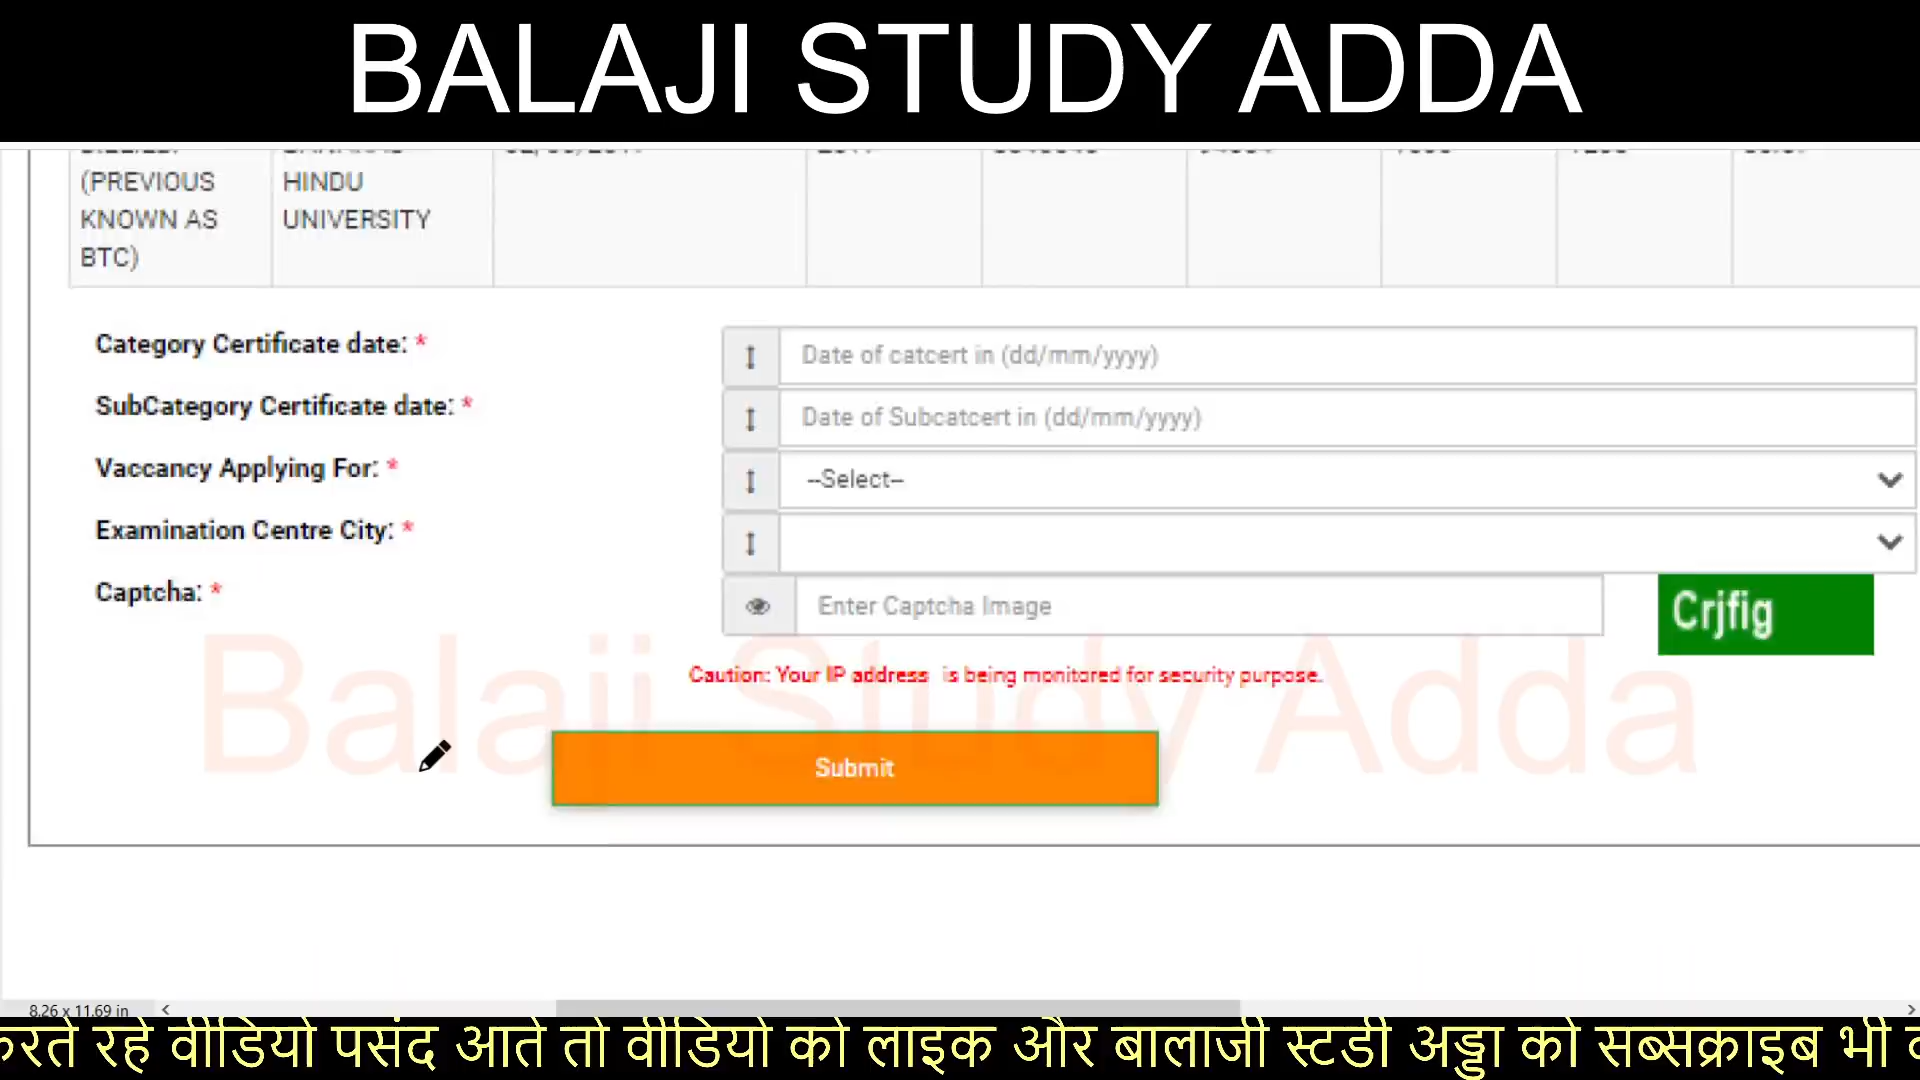 BALAJI STUDY ADDA
(PREVIOUS KNOWN AS BTC)
HINDU UNIVERSITY
Category Certificate date: *
Date of catcert in (dd/mm/yyyy)
SubCategory Certificate date: *
Date of Subcatcert in (dd/mm/yyyy)
Vaccancy Applying For: *
--Select--
Examination Centre City: *
Captcha: *
Enter Captcha Image
Crjfig
Caution: Your IP address is being monitored for security purpose.
Balaji Study Adda
Submit
8.26 x 11.69 in
करते रहे वीडियो पसंद आते तो वीडियो को लाइक और बालाजी स्टडी अड्डा को सब्सक्राइब भी